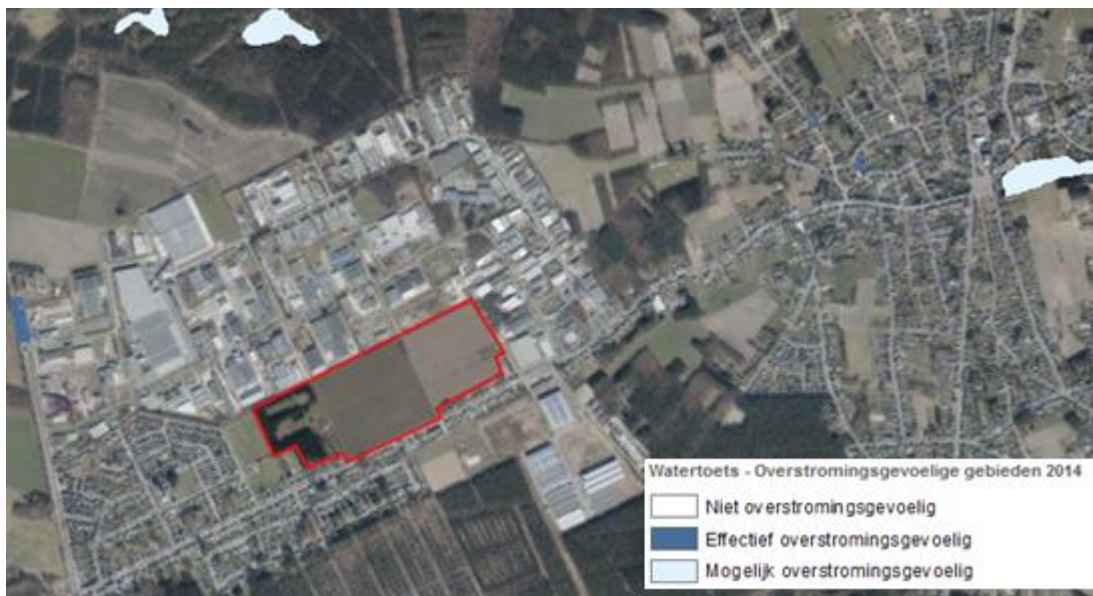 Watertoets - Overstromingsgevoelige gebieden 2014
Niet overstromingsgevoelig
Effectief overstromingsgevoelig
Mogelijk overstromingsgevoelig